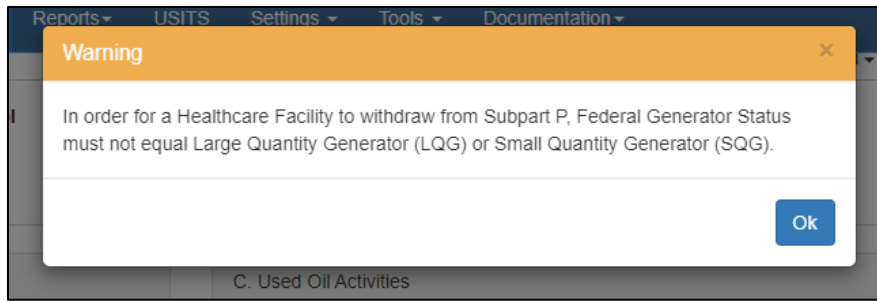 Reports USITS Settings Tools Documentation
Warning ×
In order for a Healthcare Facility to withdraw from Subpart P, Federal Generator Status
must not equal Large Quantity Generator (LQG) or Small Quantity Generator (SQG).
Ok
C. Used Oil Activities